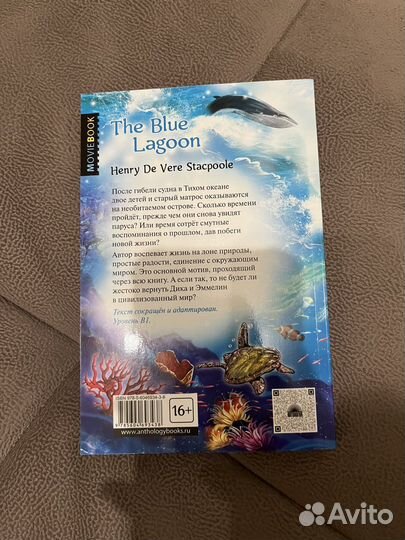 MOVIEBOOK
The Blue
Lagoon
Henry De Vere Stacpoole
После гибели судна в Тихом океане
двое детей и старый матрос оказываются
на необитаемом острове. Сколько времени
пройдёт, прежде чем они снова увидят
паруса? Или время сотрёт смутные
воспоминания о прошлом, дав побеги
новой жизни?
Автор воспевает жизнь на лоне природы,
простые радости, единение с окружающим
миром. Это основной мотив, проходящий
через всю книгу. А если так, то не будет ли
жестоко вернуть Дика и Эммелин
в цивилизованный мир?
Текст сокращён и адаптирован.
Уровень B1.
16+
www.anthologybooks.ru
Avito